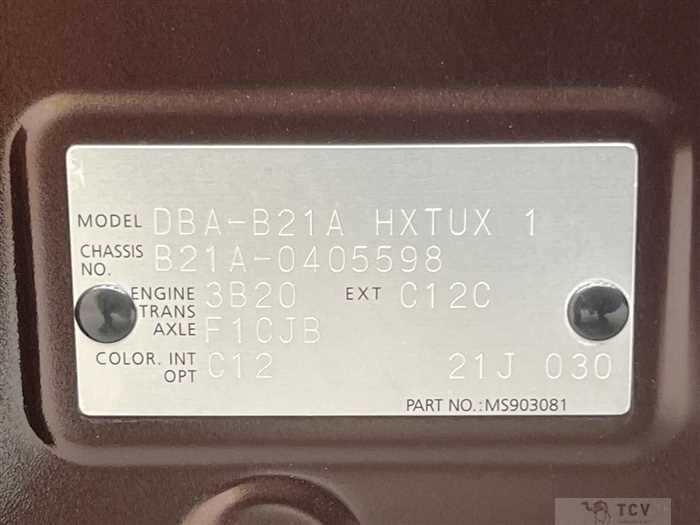 MODEL DBA-B21A HXTUX 1
CHASSIS NO. B21A-0405598
ENGINE 3B20 EXT C12C
TRANS AXLE F1CJB
COLOR. INT OPT C12 21J 030
PART NO.:MS903081
TCV